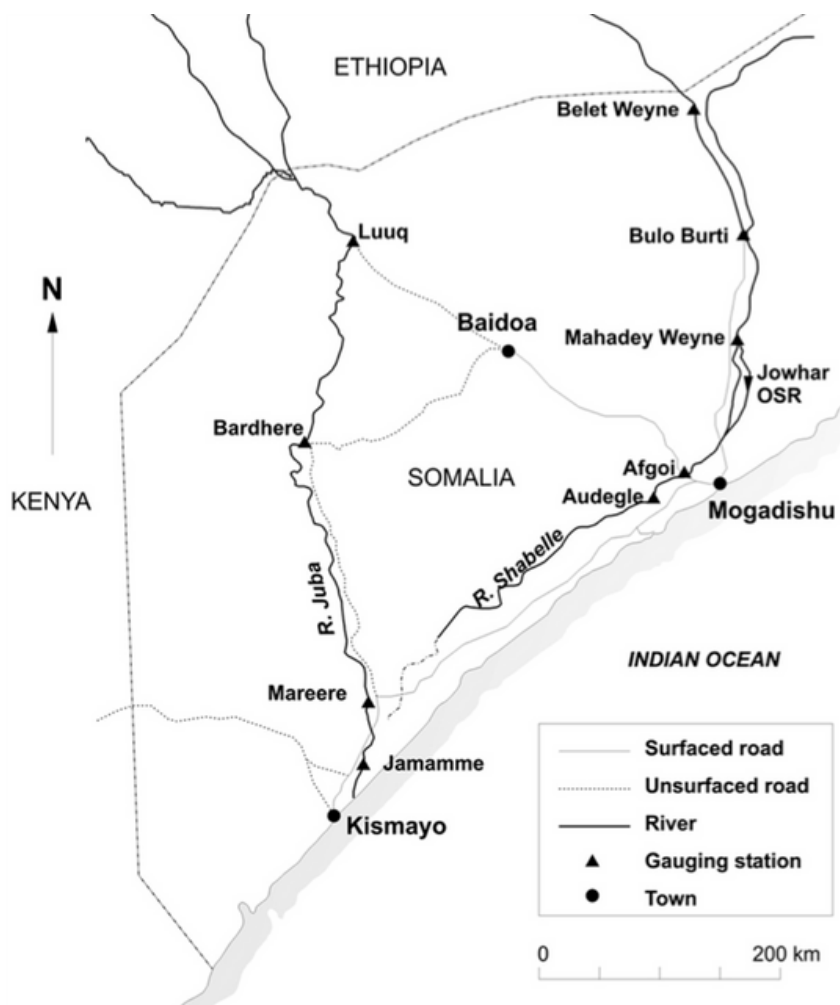 ETHIOPIA
Belet Weyne
Luuq
Bulo Burti
N
Baidoa
Mahadey Weyne
Jowhar
OSR
Bardhere
SOMALIA
Afgoi
KENYA
Audegle
Mogadishu
R. Shabelle
R. Juba
INDIAN OCEAN
Mareere
Jamamme
Kismayo
Surfaced road
Unsurfaced road
River
Gauging station
Town
0 200 km